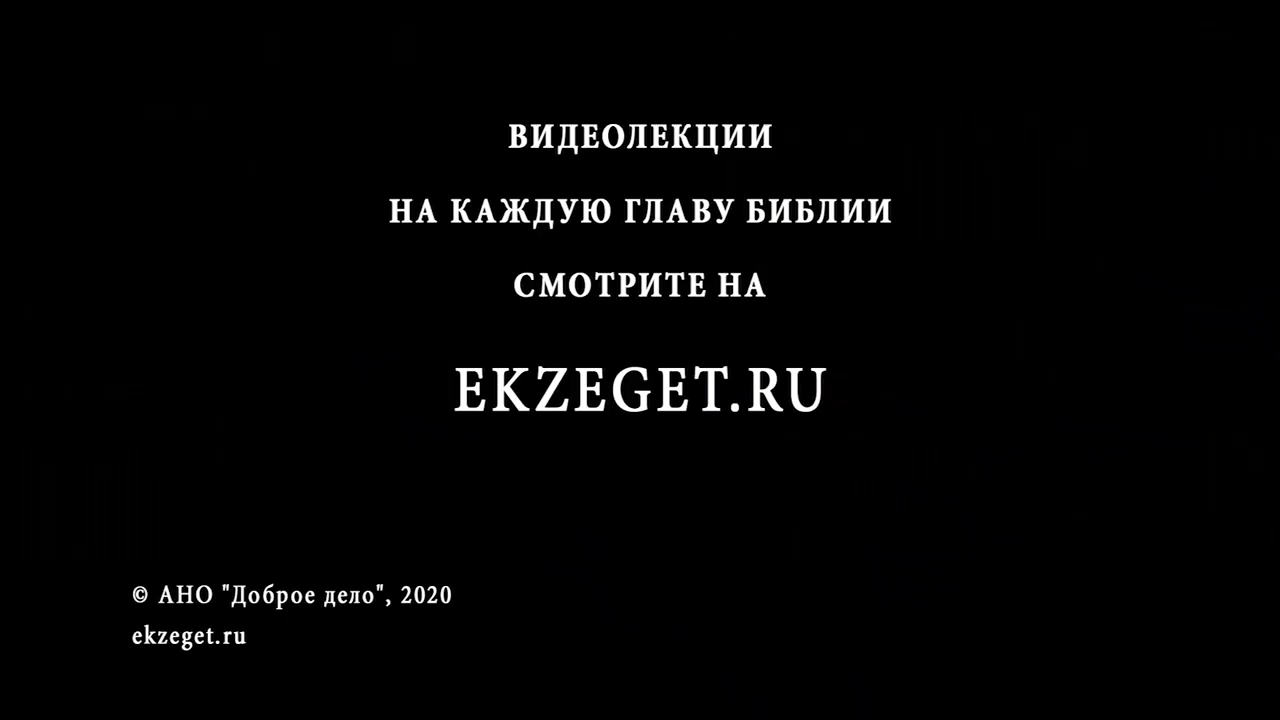 ВИДЕОЛЕКЦИИ
НА КАЖДУЮ ГЛАВУ БИБЛИИ
СМОТРИТЕ НА
EKZEGET.RU
© АНО "Доброе дело", 2020
ekzeget.ru